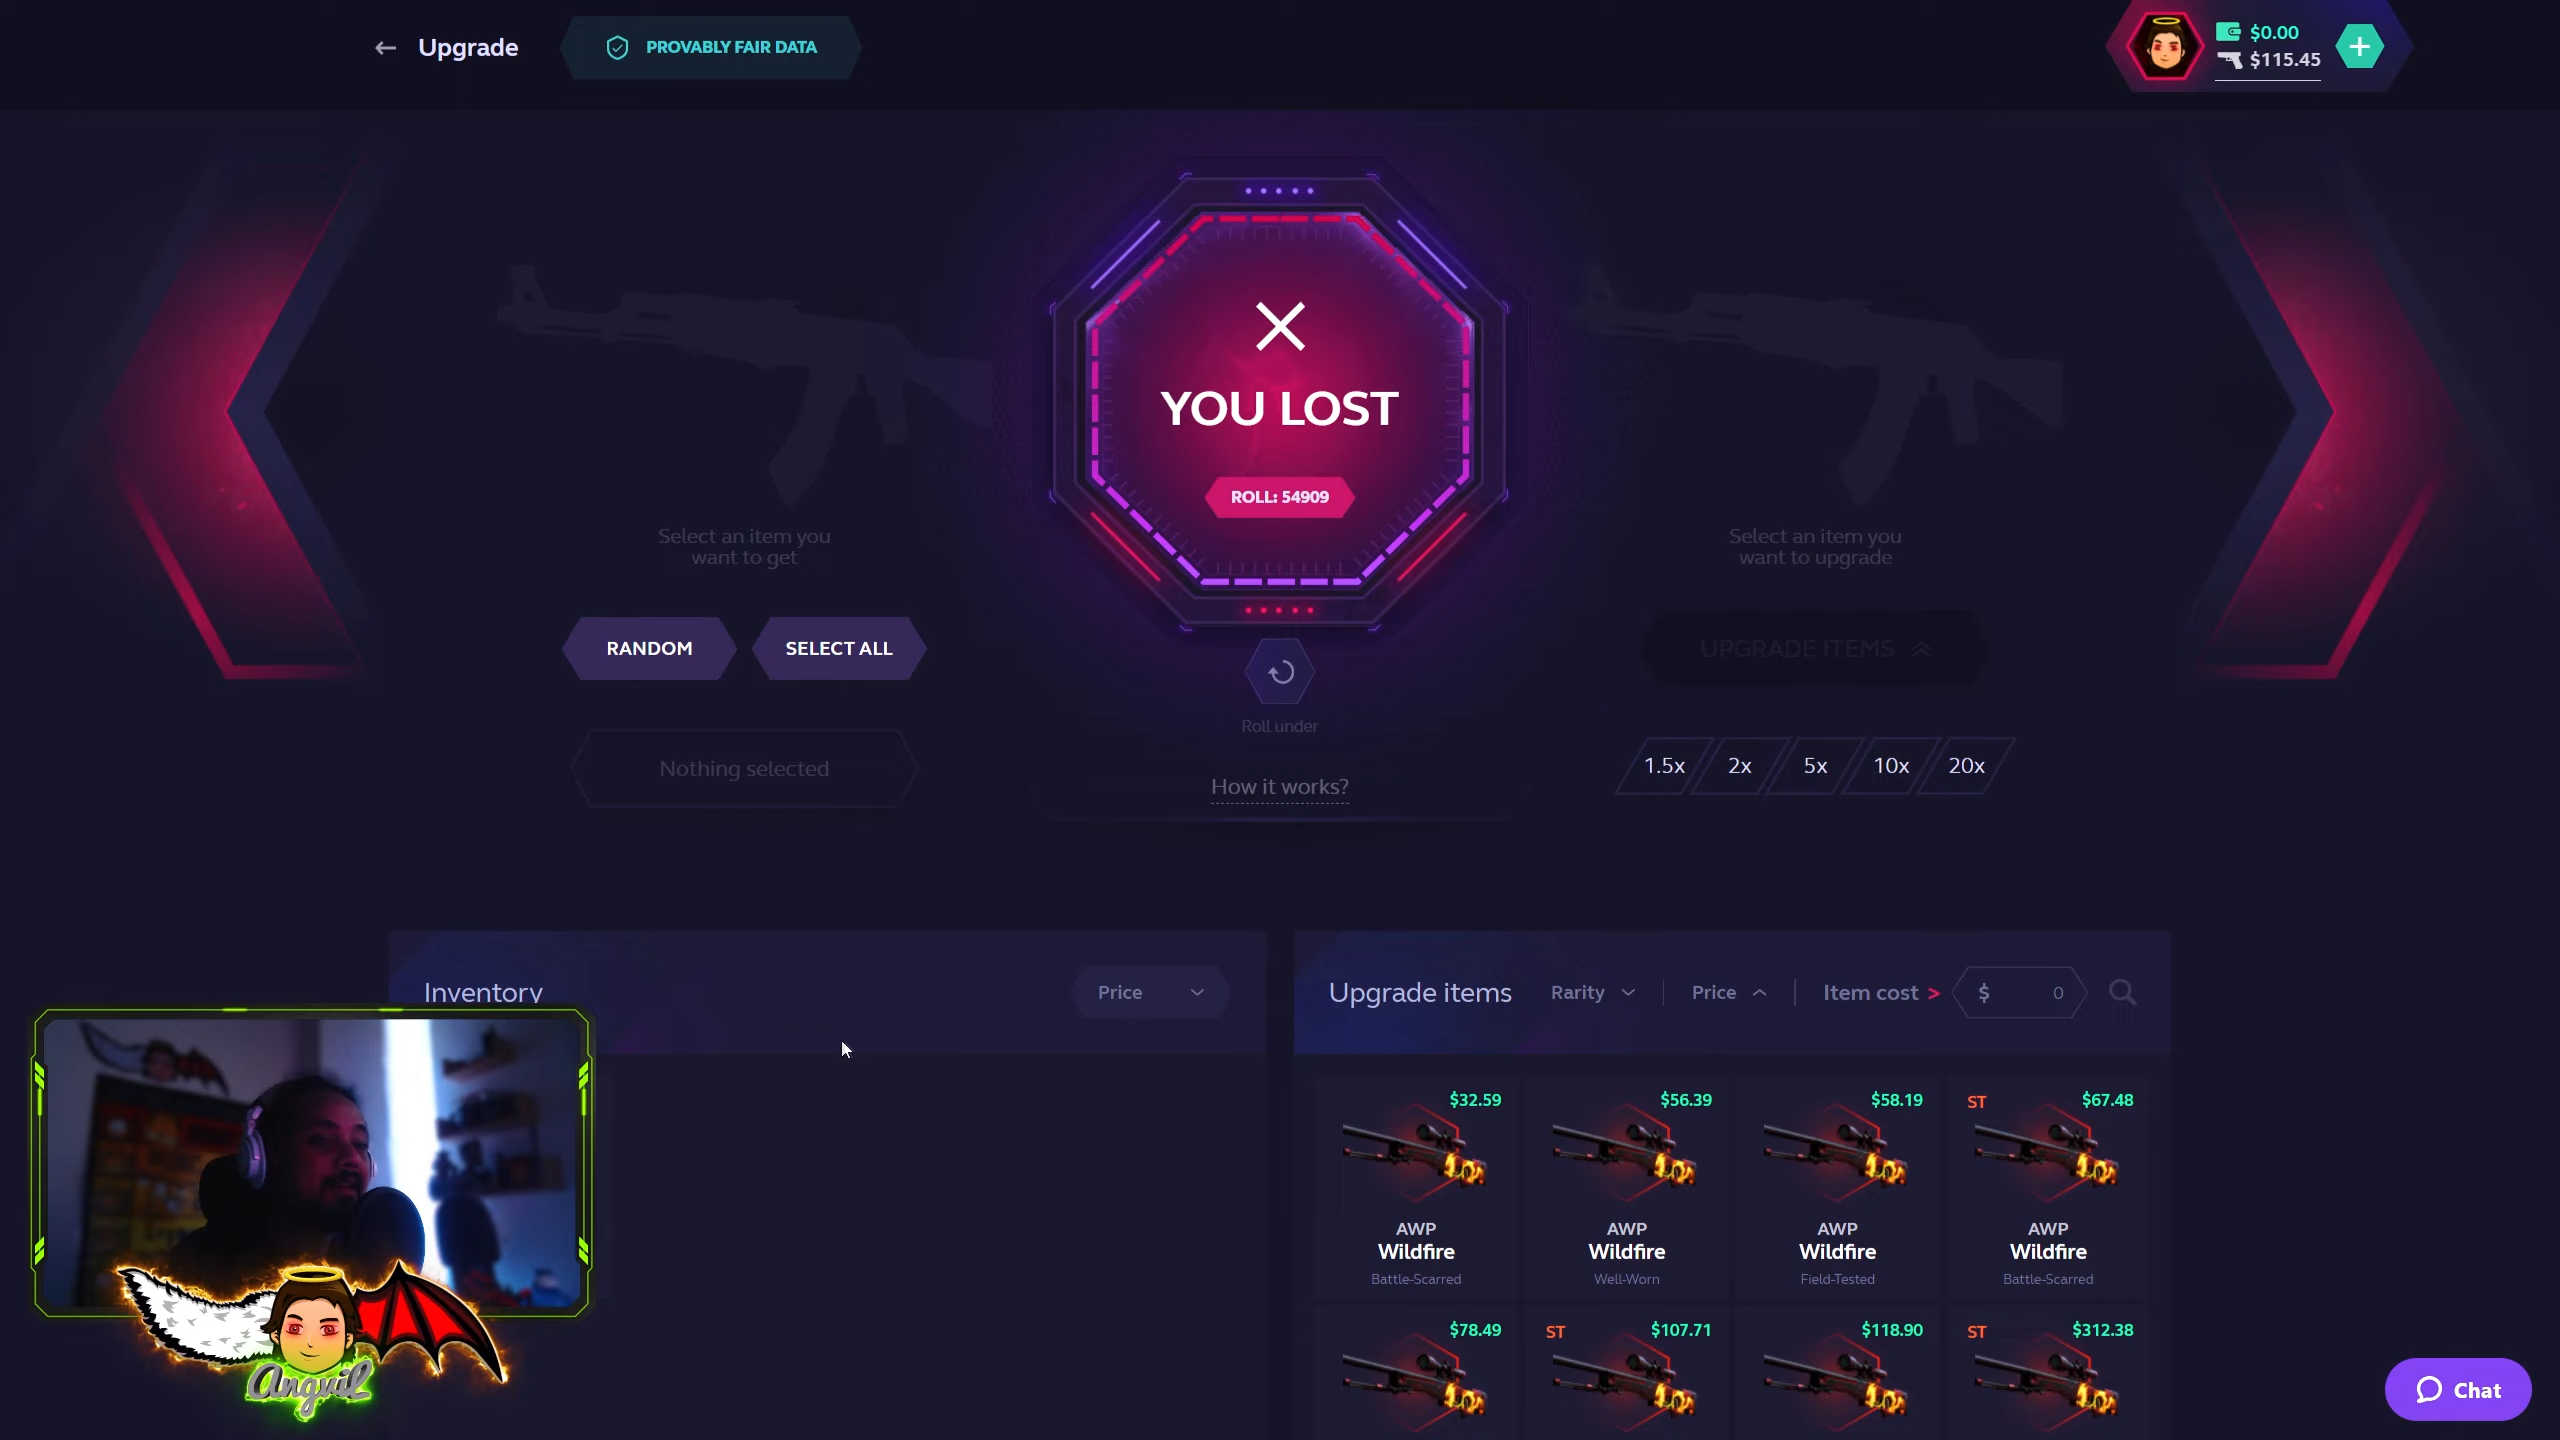 Upgrade
PROVABLY FAIR DATA
$0.00
$115.45
YOU LOST
ROLL: 54909
Select an item you
want to get
Select an item you
want to upgrade
RANDOM
SELECT ALL
UPGRADE ITEMS
Roll under
Nothing selected
How it works?
1.5x
2x
5x
10x
20x
Inventory
Price
Upgrade items
Rarity
Price
Item cost >
$ 0
$32.59
AWP
Wildfire
Battle-Scarred
$56.39
AWP
Wildfire
Well-Worn
$58.19
AWP
Wildfire
Field-Tested
ST
$67.48
AWP
Wildfire
Battle-Scarred
$78.49
ST
$107.71
$118.90
ST
$312.38
Angvil
Chat